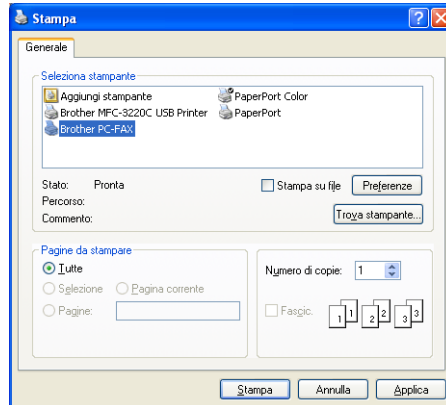 Stampa
Generale
Seleziona stampante
Aggiungi stampante
PaperPort Color
Brother MFC-3220C USB Printer
PaperPort
Brother PC-FAX
Stato: Pronta
Stampa su file
Preferenze
Percorso:
Commento:
Trova stampante...
Pagine da stampare
Tutte
Numero di copie: 1
Selezione
Pagina corrente
Pagine:
Fascic.
1 1 2 2 3 3
Stampa
Annulla
Applica